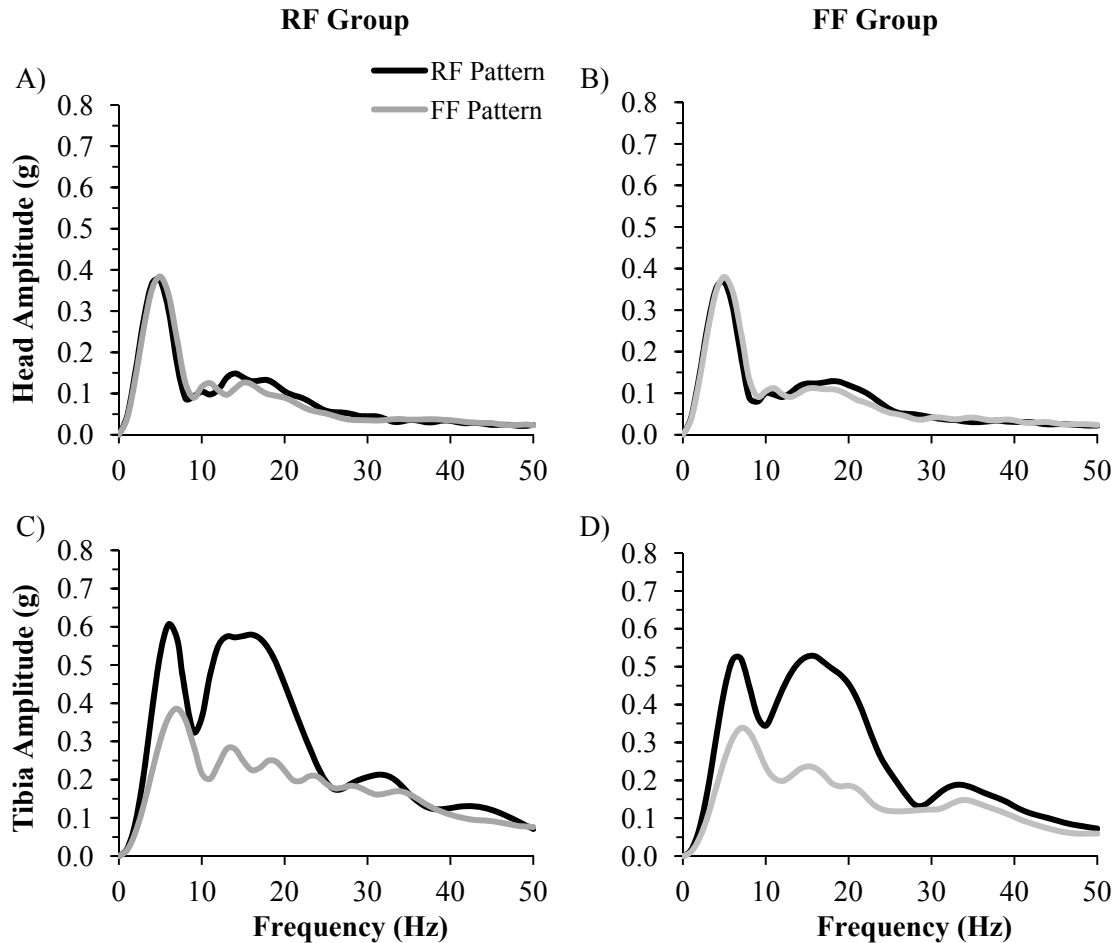 RF Group
FF Group
A)
RF Pattern
FF Pattern
Head Amplitude (g)
0.8
0.7
0.6
0.5
0.4
0.3
0.2
0.1
0.0
0 10 20 30 40 50
B)
0.8
0.7
0.6
0.5
0.4
0.3
0.2
0.1
0.0
0 10 20 30 40 50
C)
Tibia Amplitude (g)
0.8
0.7
0.6
0.5
0.4
0.3
0.2
0.1
0.0
0 10 20 30 40 50
Frequency (Hz)
D)
0.8
0.7
0.6
0.5
0.4
0.3
0.2
0.1
0.0
0 10 20 30 40 50
Frequency (Hz)